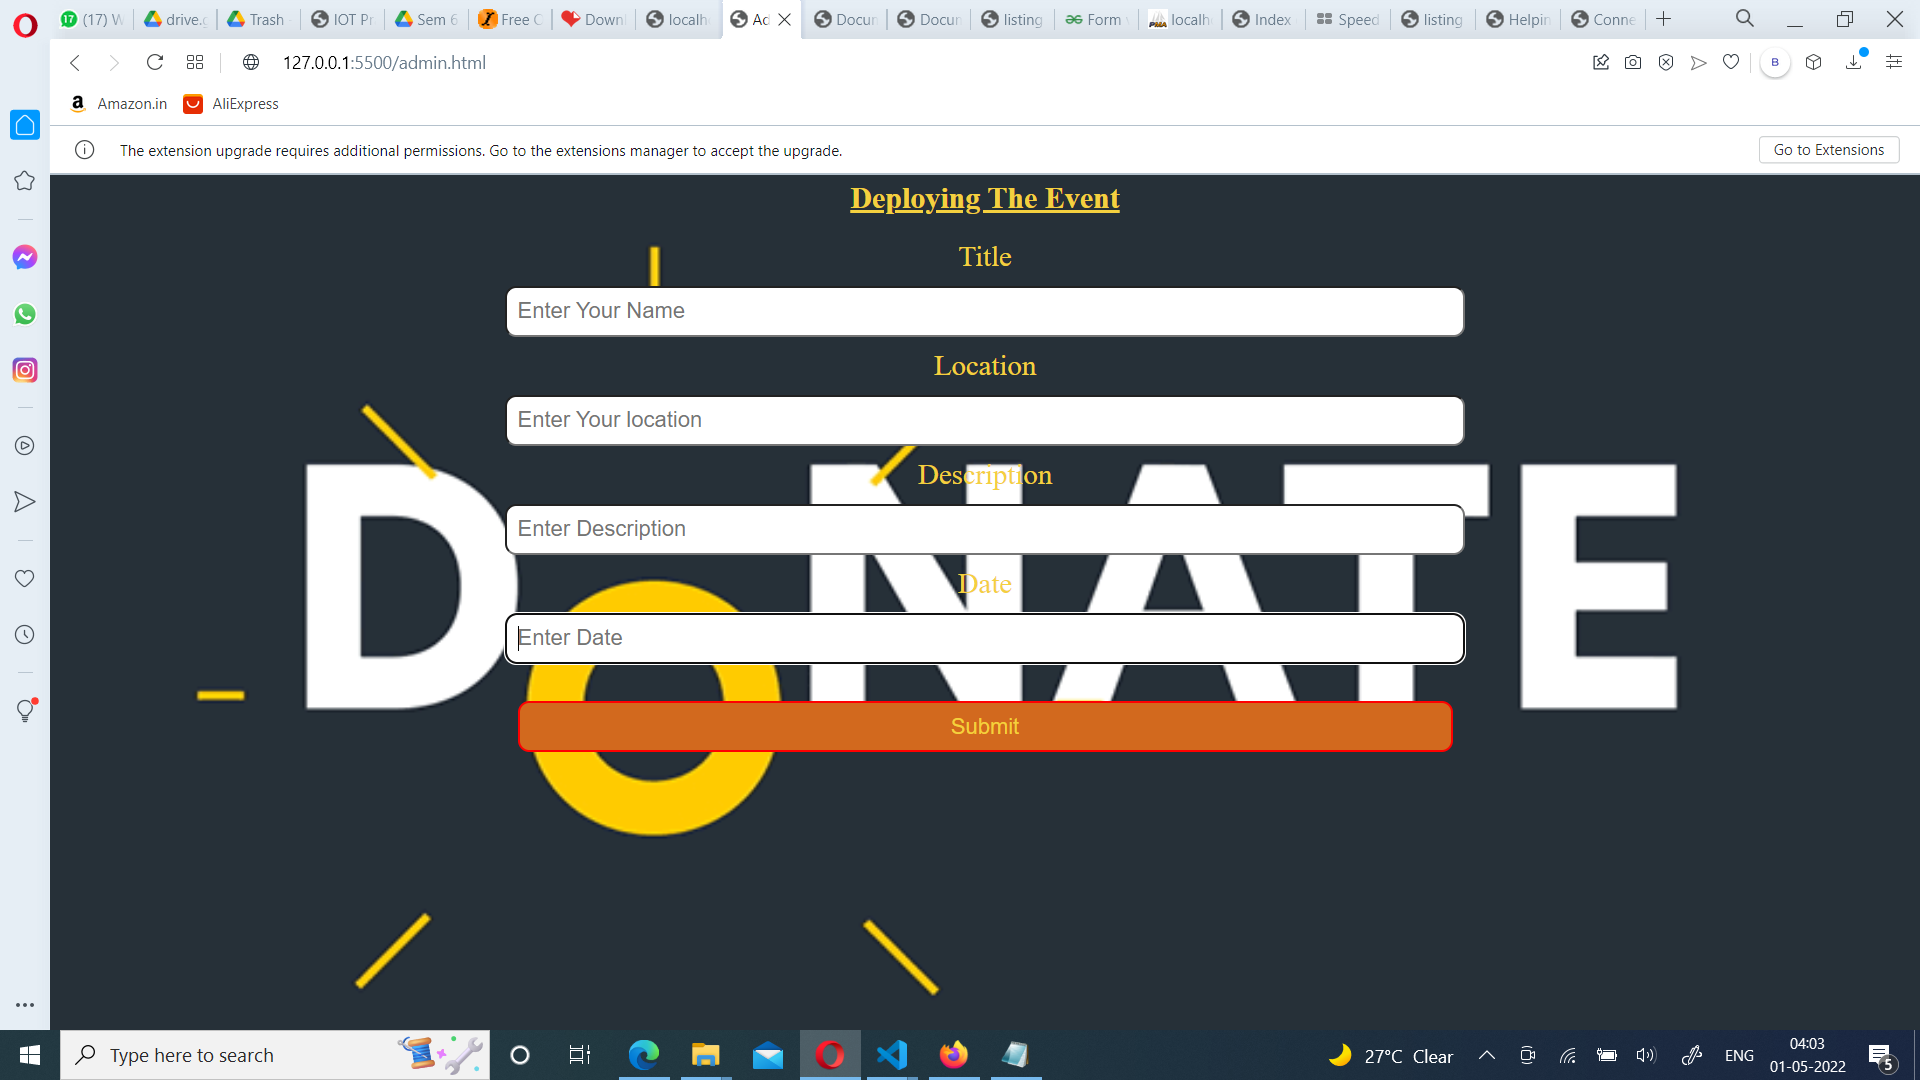 (17) W
drive.g
Trash
IOT Pr
Sem 6
Free C
Downl
localh
Ad
Docun
Docun
listing
Form
localh
Index
Speed
listing
Helpin
Conne
127.0.0.1:5500/admin.html
B
Amazon.in
AliExpress
The extension upgrade requires additional permissions. Go to the extensions manager to accept the upgrade.
Go to Extensions
Deploying The Event
Title
Enter Your Name
Location
Enter Your location
Description
Enter Description
Date
Enter Date
Submit
DONATE
Type here to search
27°C Clear
ENG
04:03
01-05-2022
5